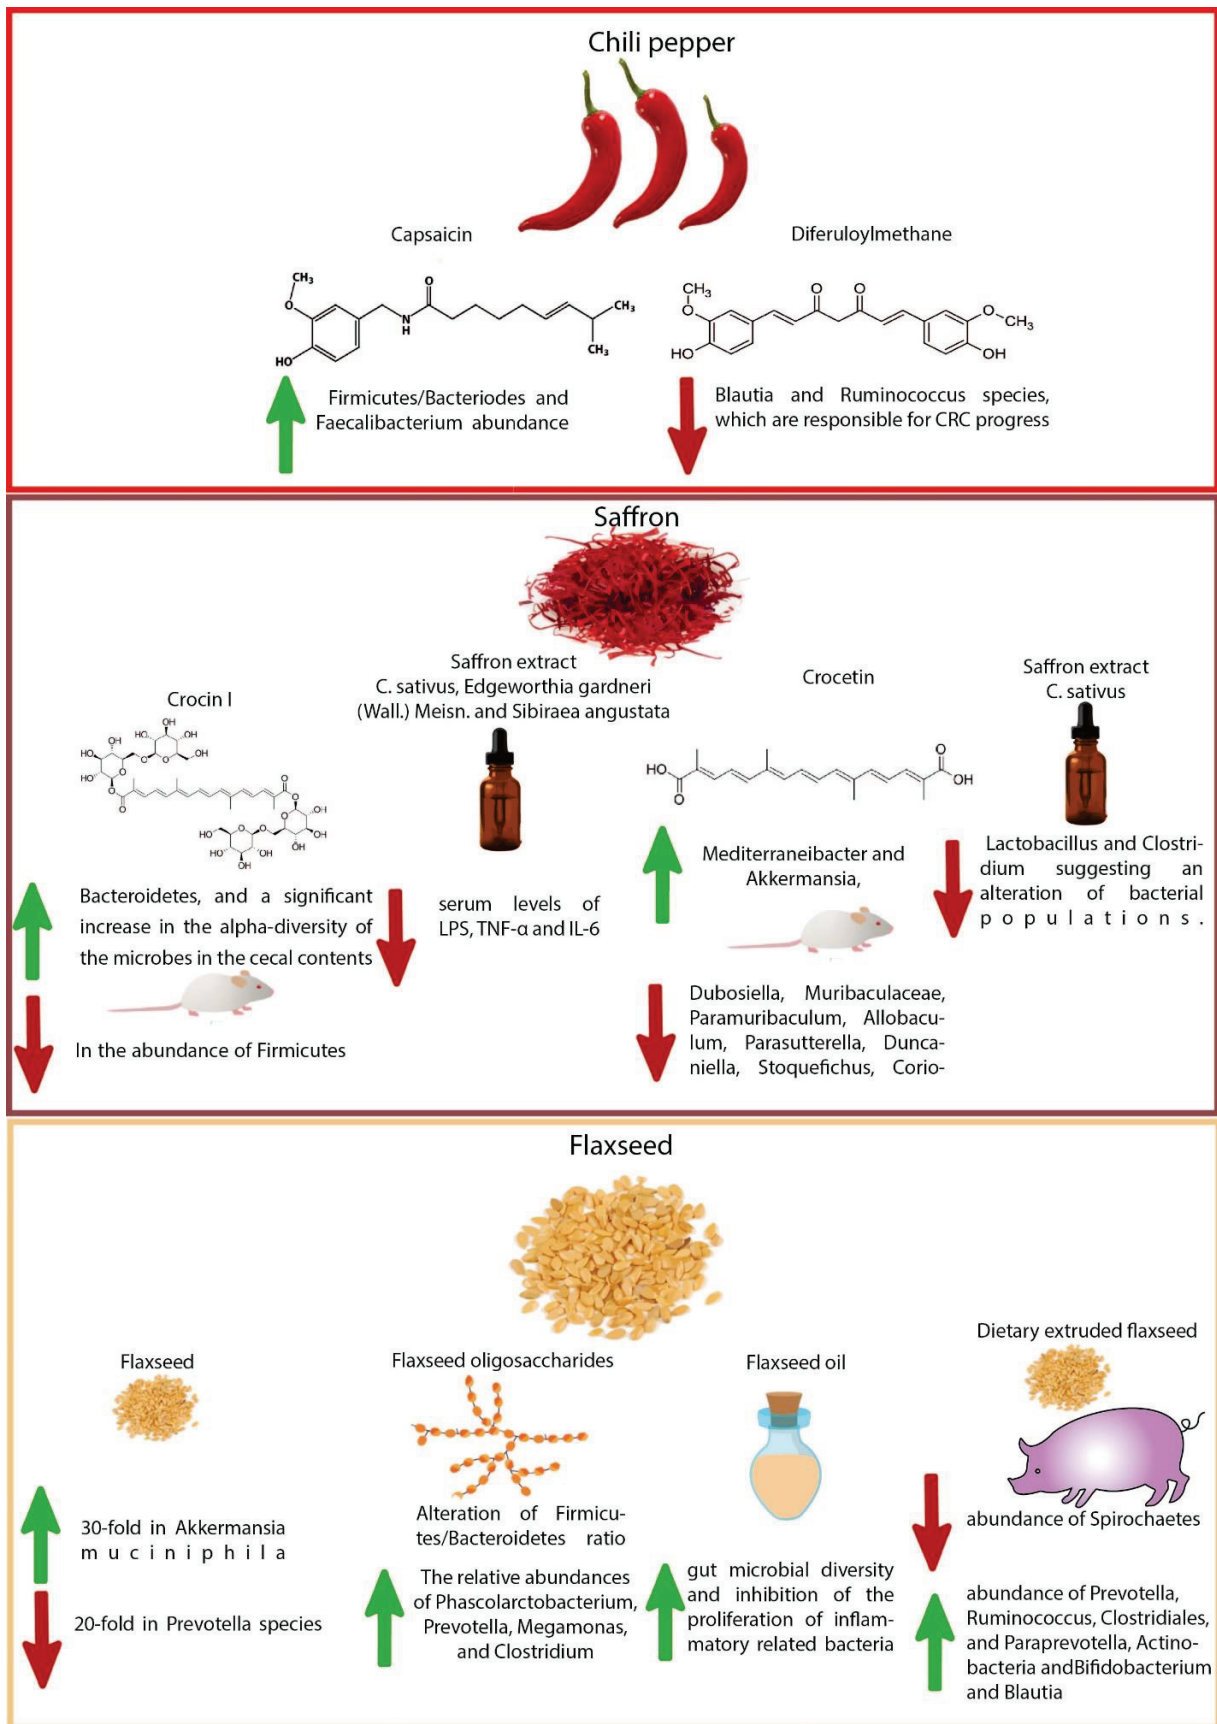 Chili pepper
Capsaicin
CH₃
O
O
N
H
CH₃
CH₃
HO
Firmicutes/Bacteriodes and
Faecalibacterium abundance
Diferuloylmethane
CH₃
O
O
O
O
CH₃
HO
OH
Blautia and Ruminococcus species,
which are responsible for CRC progress
Saffron
Crocin I
Bacteroidetes, and a significant
increase in the alpha-diversity of
the microbes in the cecal contents
In the abundance of Firmicutes
Saffron extract
C. sativus, Edgeworthia gardneri
(Wall.) Meisn. and Sibiraea angustata
serum levels of
LPS, TNF-α and IL-6
Crocetin
HO
O
O
OH
Mediterraneibacter and
Akkermansia,
Dubosiella, Muribaculaceae,
Paramuribaculum, Allobacu-
lum, Parasutterella, Dunca-
niella, Stoquefichus, Corio-
Saffron extract
C. sativus
Lactobacillus and Clostri-
dium suggesting an
alteration of bacterial
populations.
Flaxseed
Flaxseed
30-fold in Akkermansia
muciniphila
20-fold in Prevotella species
Flaxseed oligosaccharides
Alteration of Firmicu-
tes/Bacteroidetes ratio
The relative abundances
of Phascolarctobacterium,
Prevotella, Megamonas,
and Clostridium
Flaxseed oil
gut microbial diversity
and inhibition of the
proliferation of inflam-
matory related bacteria
Dietary extruded flaxseed
abundance of Spirochaetes
abundance of Prevotella,
Ruminococcus, Clostridiales,
and Paraprevotella, Actino-
bacteria andBifidobacterium
and Blautia